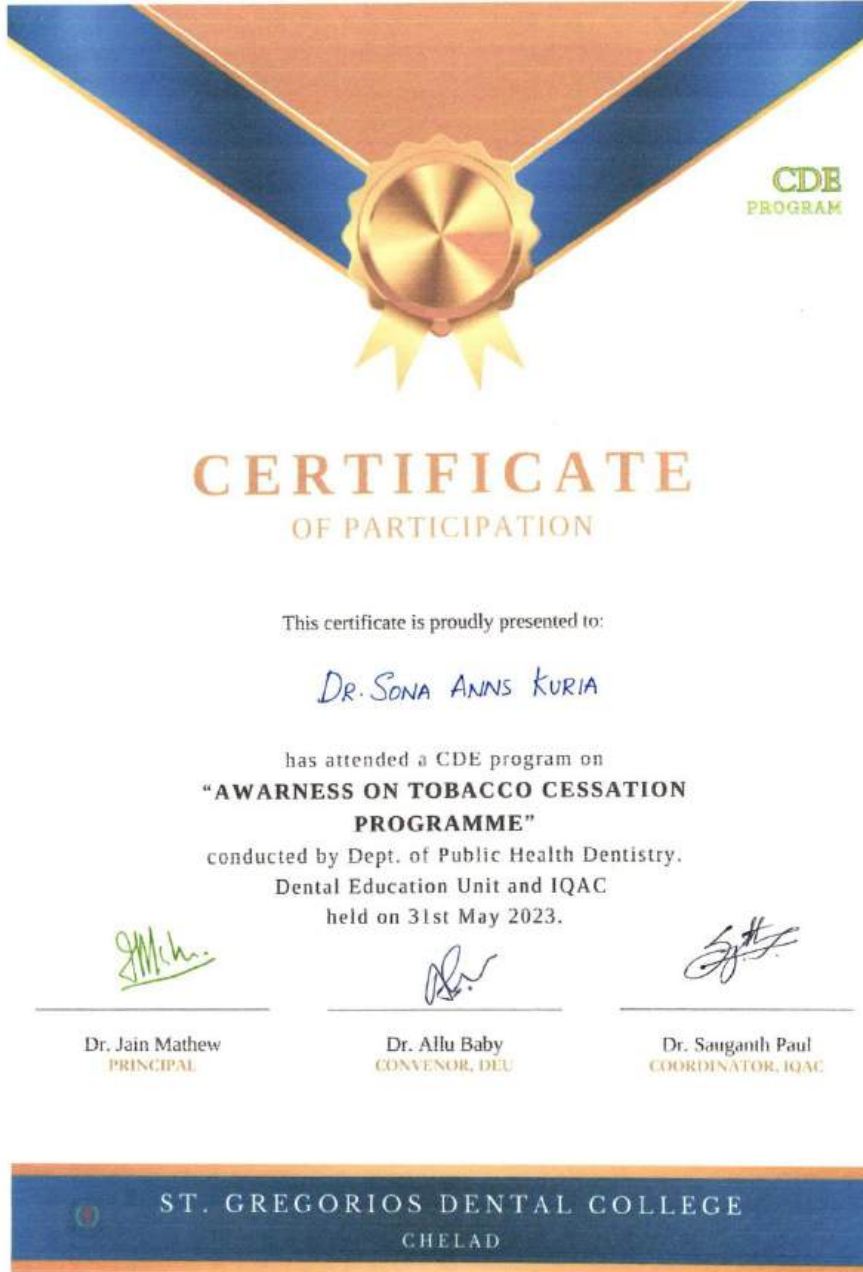 CDE
PROGRAM
CERTIFICATE
OF PARTICIPATION
This certificate is proudly presented to:
DR. SONA ANNS KURIA
has attended a CDE program on
"AWARNESS ON TOBACCO CESSATION
PROGRAMME"
conducted by Dept. of Public Health Dentistry.
Dental Education Unit and IQAC
held on 31st May 2023.
Dr. Jain Mathew
PRINCIPAL
Dr. Allu Baby
CONVENOR, DEU
Dr. Sauganth Paul
COORDINATOR, IQAC
ST. GREGORIOS DENTAL COLLEGE
CHELAD